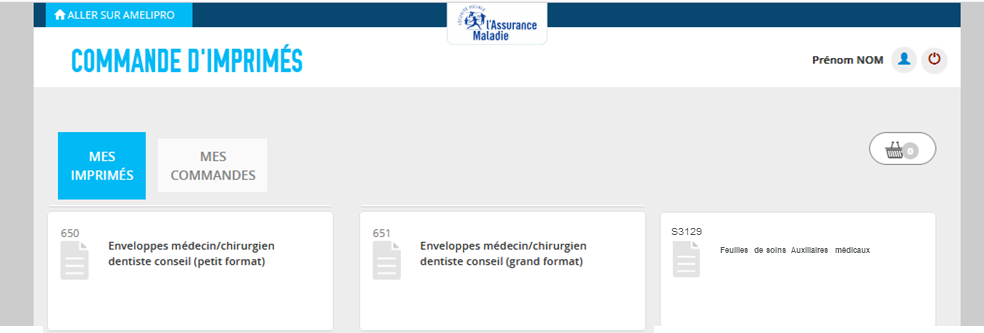 ALLER SUR AMELIPRO
SÉCURITÉ SOCIALE
l'Assurance
Maladie
COMMANDE D'IMPRIMÉS
Prénom NOM
MES
IMPRIMÉS
MES
COMMANDES
0
650
Enveloppes médecin/chirurgien
dentiste conseil (petit format)
651
Enveloppes médecin/chirurgien
dentiste conseil (grand format)
S3129
Feuilles de soins Auxiliaires médicaux